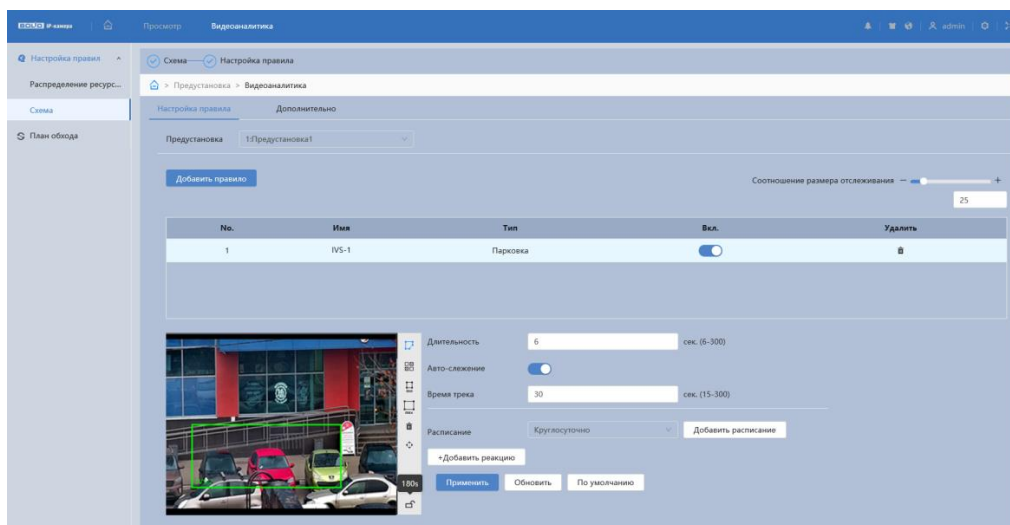 BOLID IP-камера Просмотр Видеоаналитика admin
Настройка правил
Распределение ресурс...
Схема
План обхода
Схема Настройка правила
> Предустановка > Видеоаналитика
Настройка правила Дополнительно
Предустановка 1:Предустановка1
Добавить правило Соотношение размера отслеживания − +
25
No. Имя Тип Вкл. Удалить
1 IVS-1 Парковка
Длительность 6 сек. (6-300)
Авто-слежение
Время трека 30 сек. (15-300)
Расписание Круглосуточно Добавить расписание
+Добавить реакцию
180s Применить Обновить По умолчанию